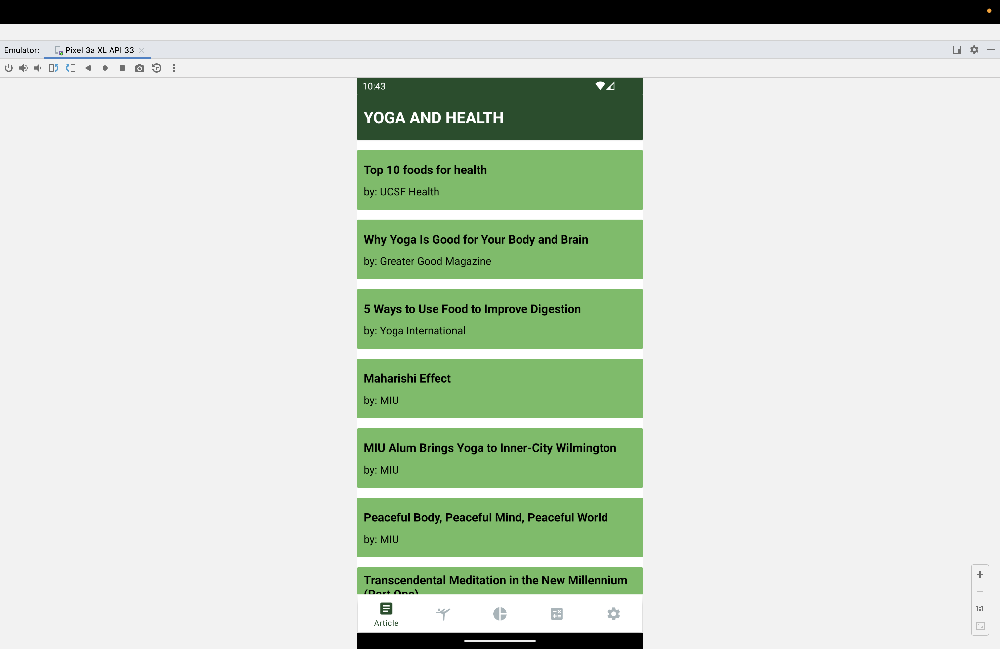 Emulator: Pixel 3a XL API 33
10:43
YOGA AND HEALTH
Top 10 foods for health
by: UCSF Health
Why Yoga Is Good for Your Body and Brain
by: Greater Good Magazine
5 Ways to Use Food to Improve Digestion
by: Yoga International
Maharishi Effect
by: MIU
MIU Alum Brings Yoga to Inner-City Wilmington
by: MIU
Peaceful Body, Peaceful Mind, Peaceful World
by: MIU
Transcendental Meditation in the New Millennium
(Part One)
Article
1:1